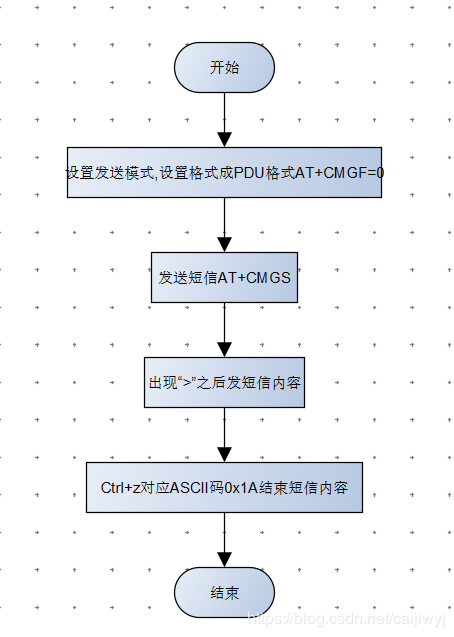 开始
设置发送模式,设置格式成PDU格式AT+CMGF=0
发送短信AT+CMGS
出现“>”之后发短信内容
Ctrl+z对应ASCII码0x1A结束短信内容
结束
https://blog.csdn.net/caijiwyj